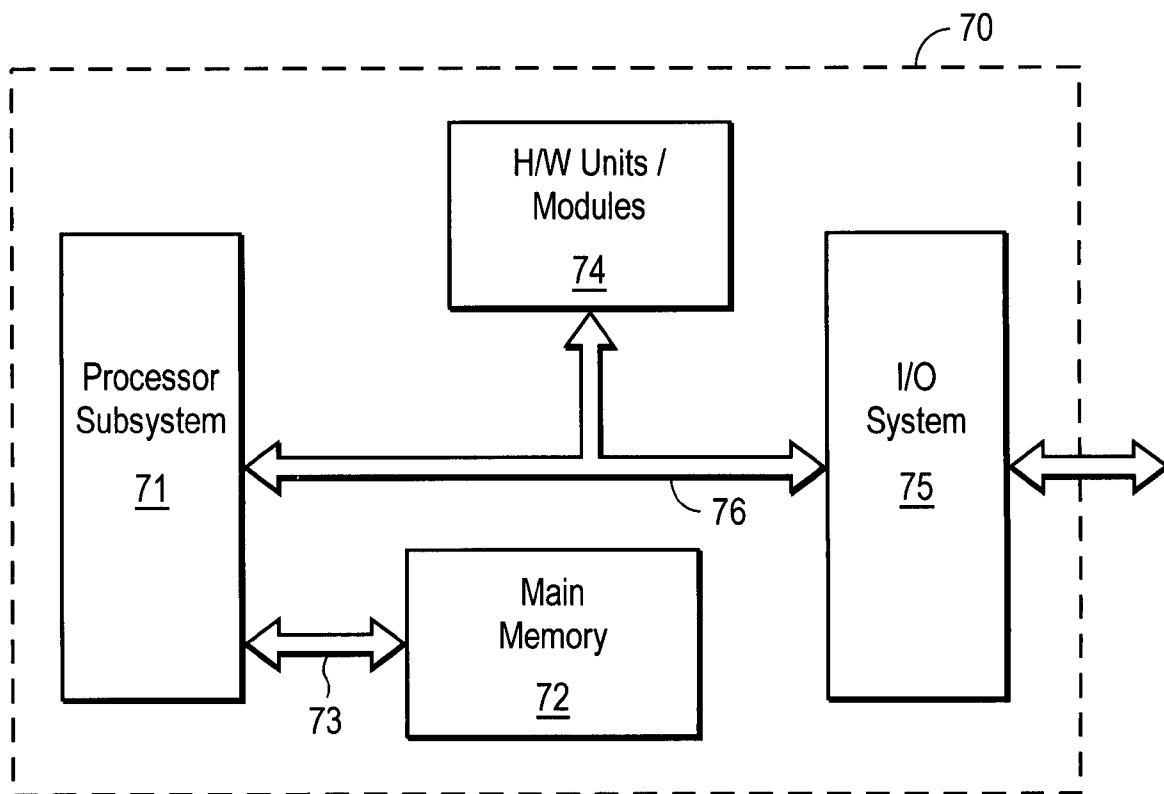 70
H/W Units /
Modules
74
Processor
Subsystem
71
I/O
System
75
76
Main
Memory
72
73